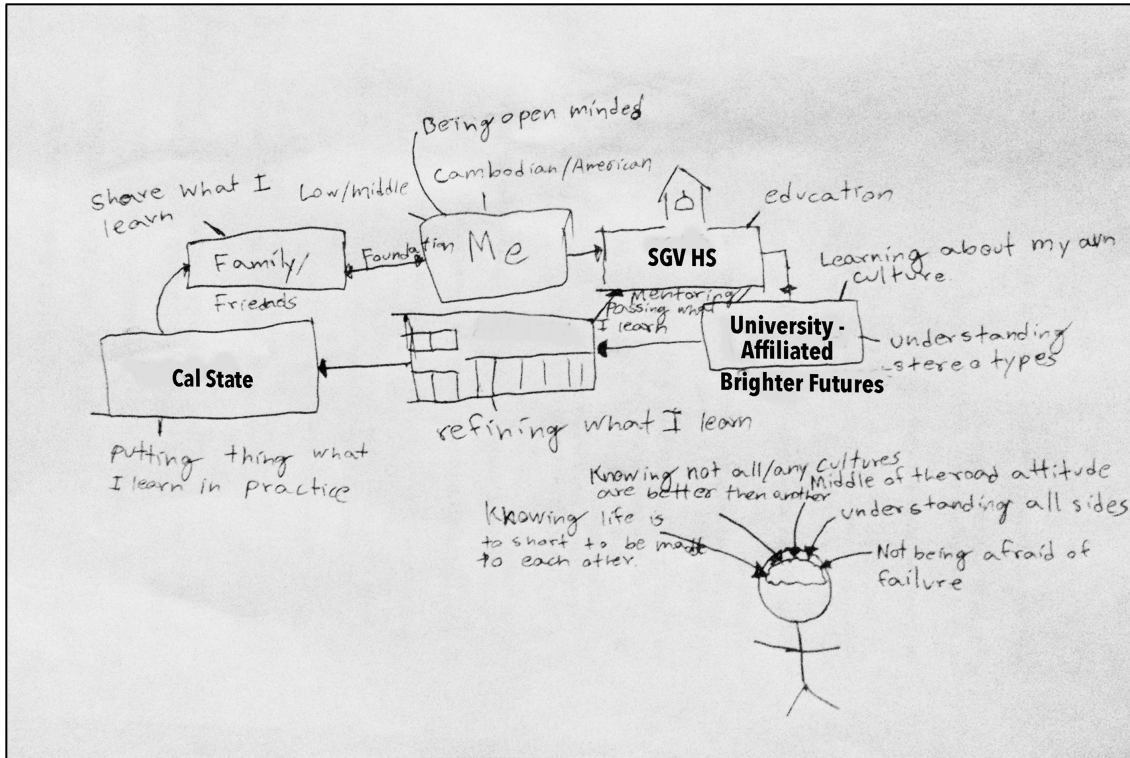 Being open minded
Cambodian/American
Low/middle
Share what I
learn
education
Me
Foundation
Family/
Friends
SGV HS
Learning about my own
culture.
Mentoring/
Passing what
I learn
University -
Affiliated
Brighter Futures
understanding
stereotypes
Cal State
refining what I learn
putting thing what
I learn in practice
Knowing not all/any cultures
are better then another
Middle of the road attitude
understanding all sides
Knowing life is
to short to be
to each other.
Not being afraid of
failure